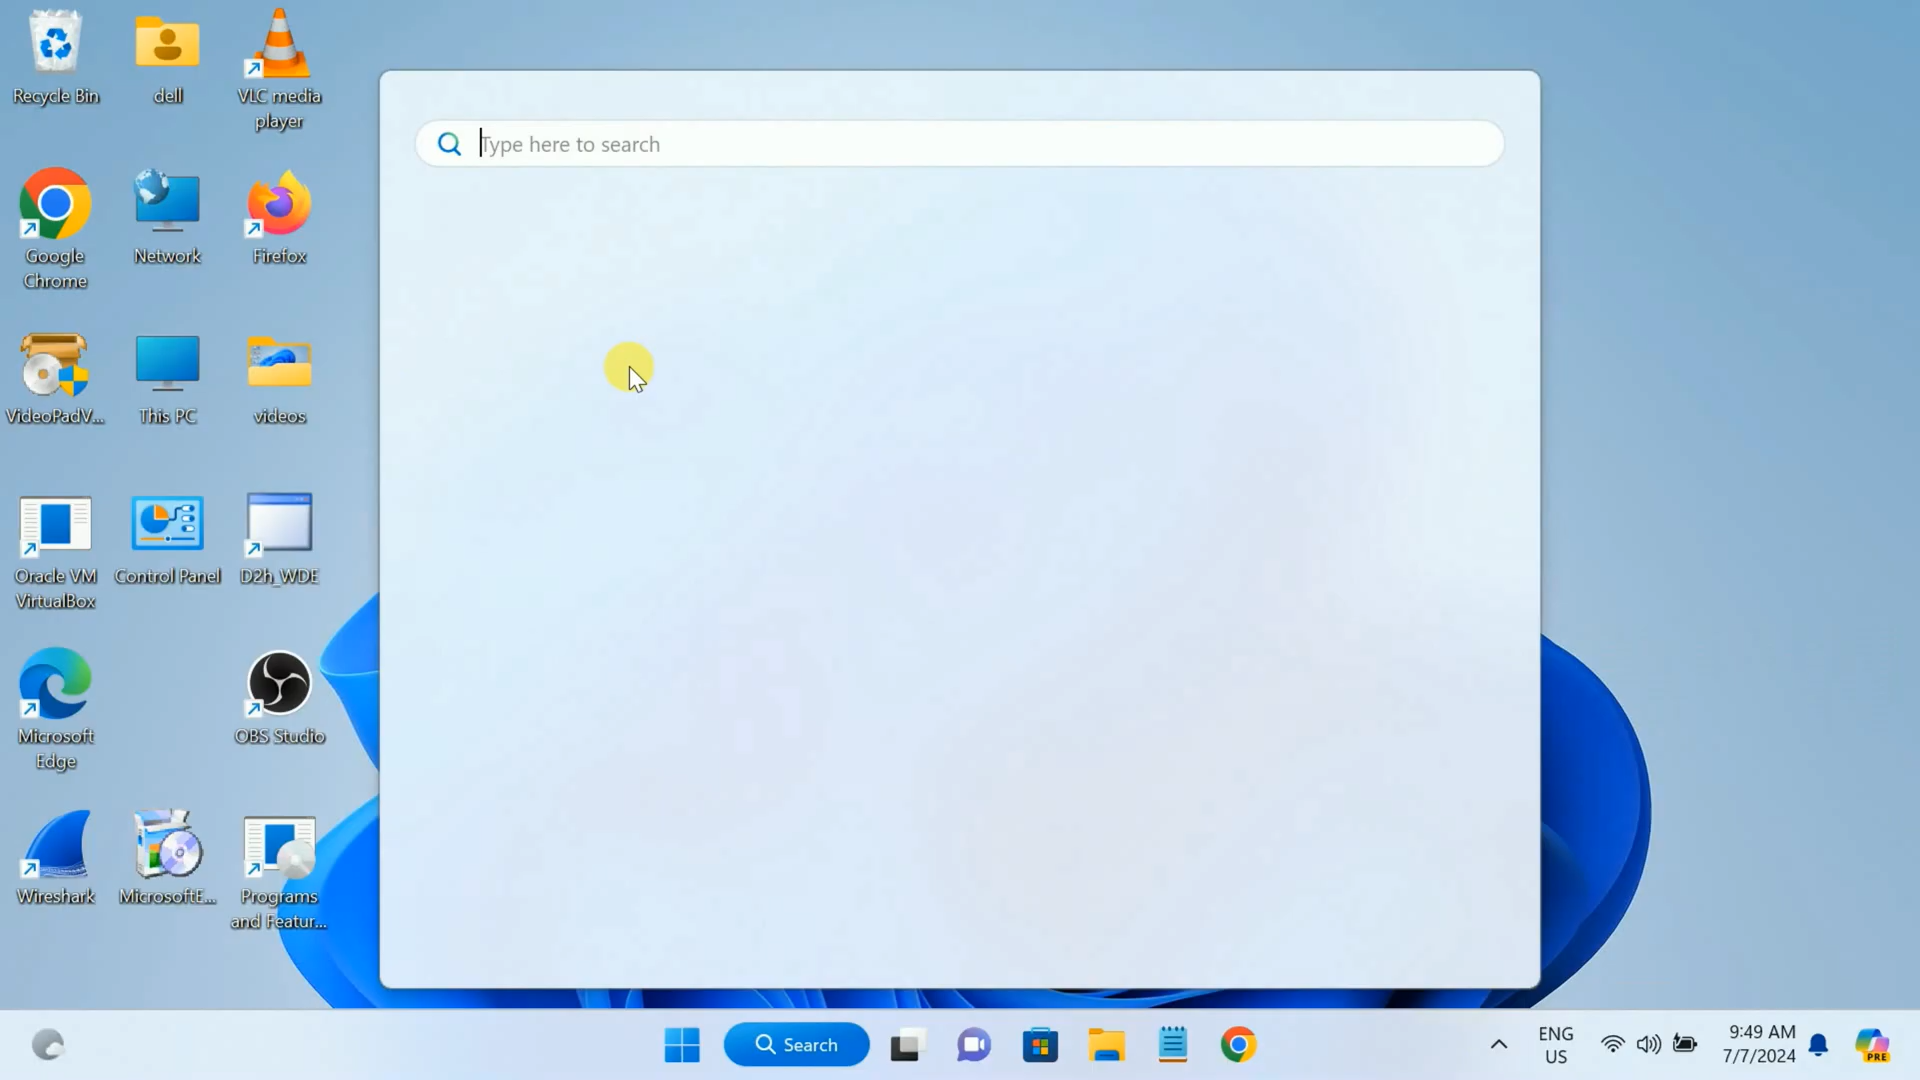 Recycle Bin
dell
VLC media
player
Type here to search
Google
Chrome
Network
Firefox
VideoPadV...
This PC
videos
Oracle VM
VirtualBox
Control Panel
D2h_WDE
Microsoft
Edge
OBS Studio
Wireshark
MicrosoftE...
Programs
and Featur...
Search
ENG
US
9:49 AM
7/7/2024
PRE